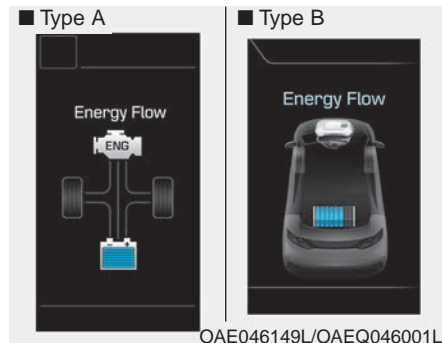 ■ Type A
■ Type B
Energy Flow
ENG
Energy Flow
OAE046149L/OAEQ046001L